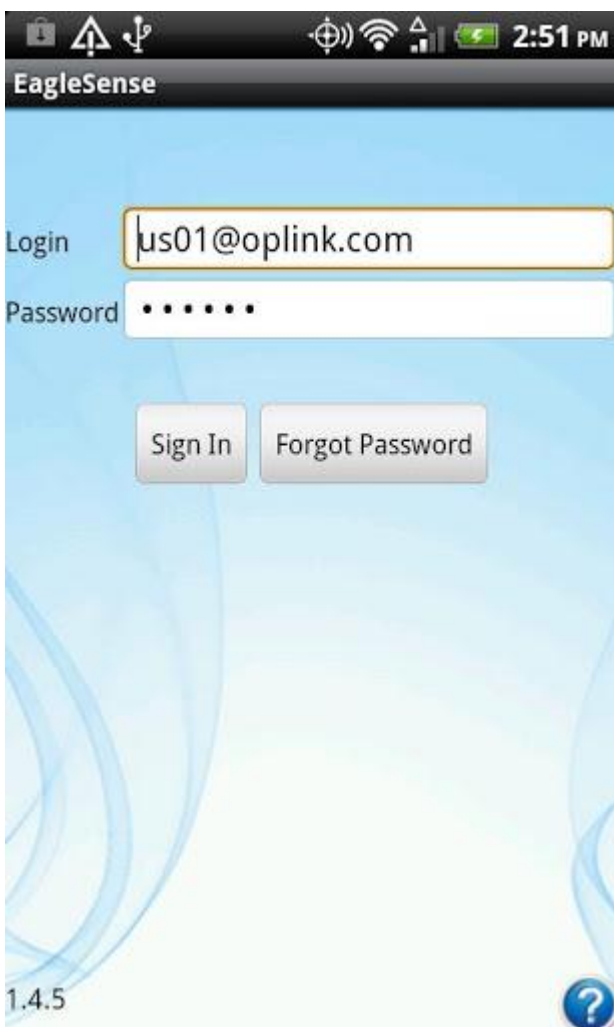 2:51 PM
EagleSense
Login us01@oplink.com
Password ••••••
Sign In Forgot Password
1.4.5
?